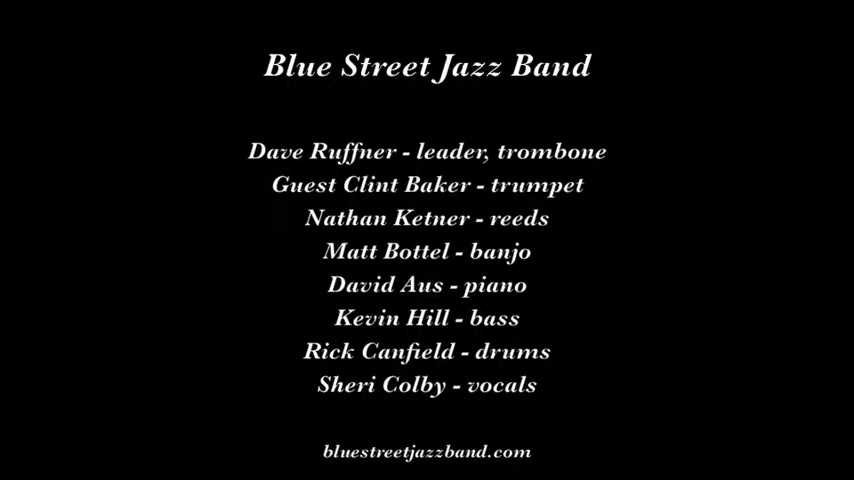 Blue Street Jazz Band
Dave Ruffner - leader, trombone
Guest Clint Baker - trumpet
Nathan Ketner - reeds
Matt Bottel - banjo
David Aus - piano
Kevin Hill - bass
Rick Canfield - drums
Sheri Colby - vocals
bluestreetjazzband.com